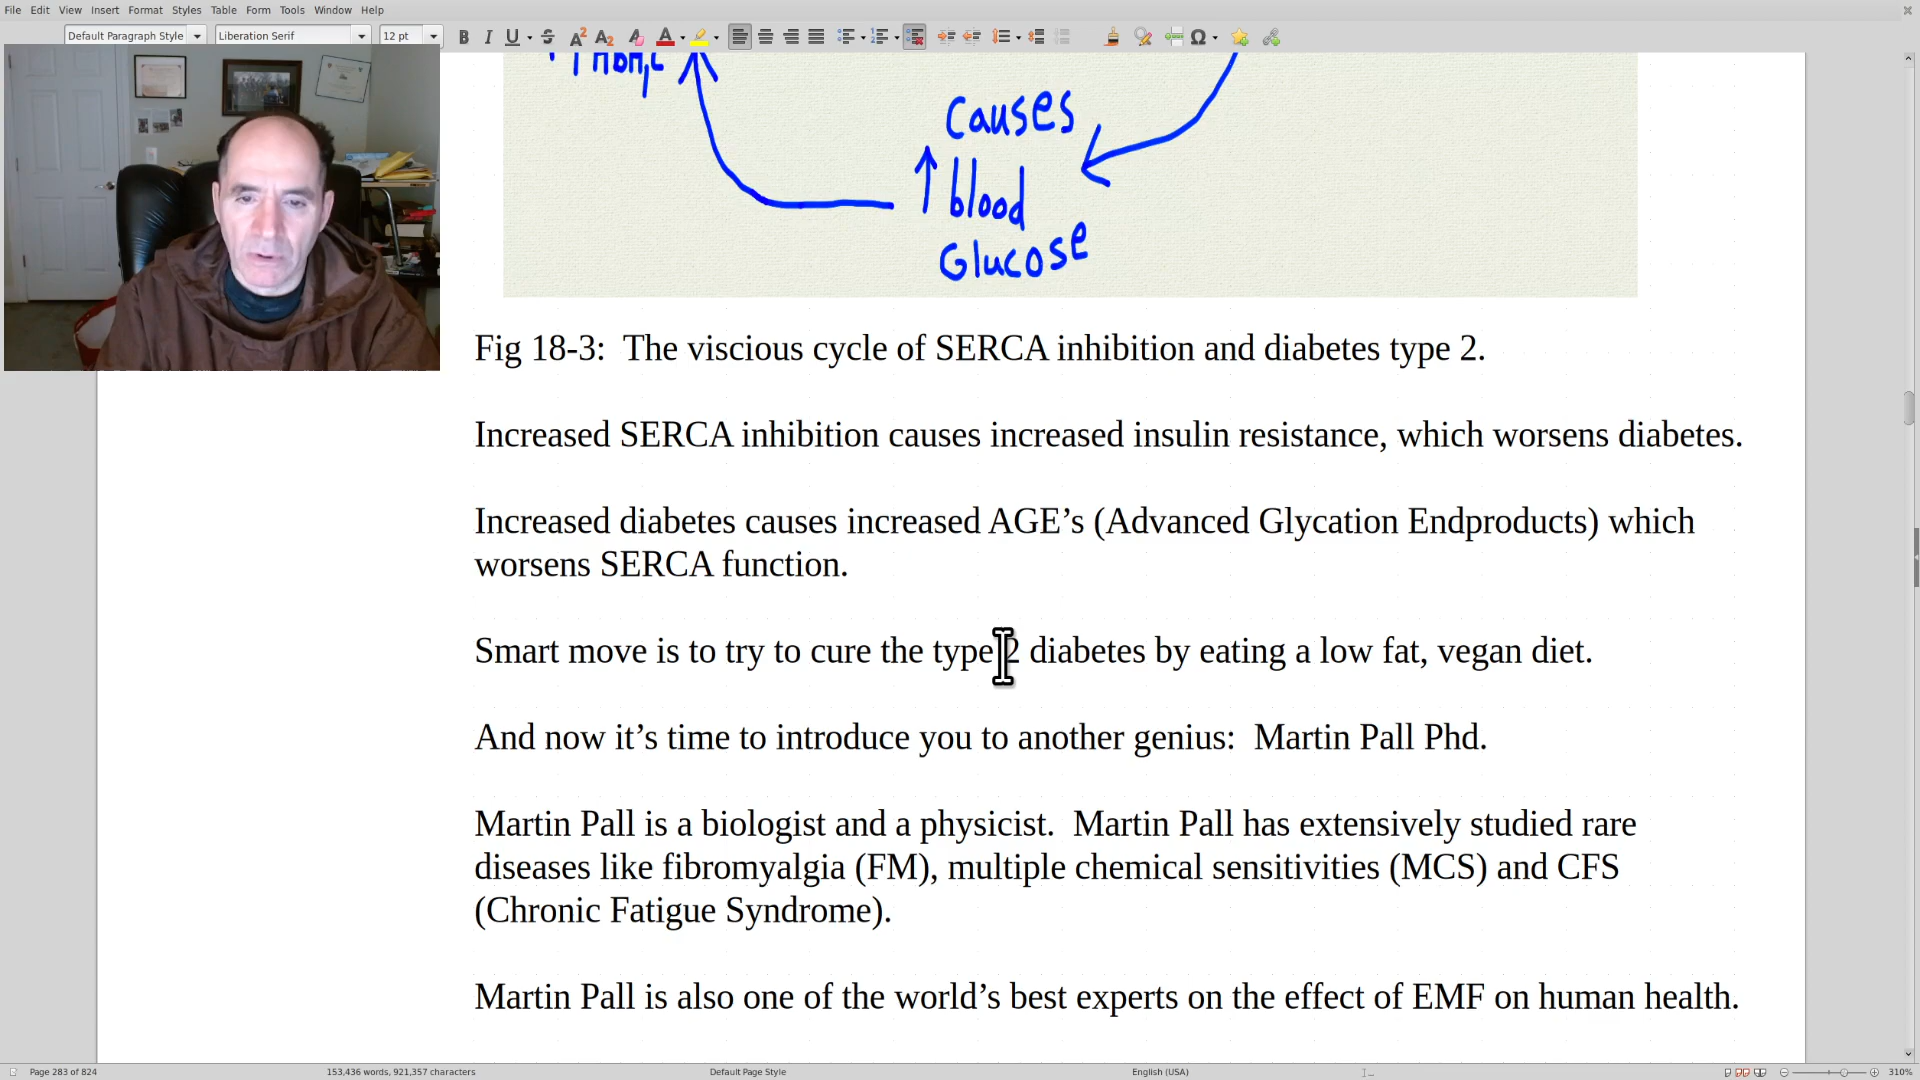 File Edit View Insert Format Styles Table Form Tools Window Help
Default Paragraph Style Liberation Serif 12 pt
Causes
↑ blood
Glucose
Fig 18-3:  The viscious cycle of SERCA inhibition and diabetes type 2.
Increased SERCA inhibition causes increased insulin resistance, which worsens diabetes.
Increased diabetes causes increased AGE’s (Advanced Glycation Endproducts) which
worsens SERCA function.
Smart move is to try to cure the type 2 diabetes by eating a low fat, vegan diet.
And now it’s time to introduce you to another genius:  Martin Pall Phd.
Martin Pall is a biologist and a physicist.  Martin Pall has extensively studied rare
diseases like fibromyalgia (FM), multiple chemical sensitivities (MCS) and CFS
(Chronic Fatigue Syndrome).
Martin Pall is also one of the world’s best experts on the effect of EMF on human health.
Page 283 of 824 153,436 words, 921,357 characters Default Page Style English (USA) 310%